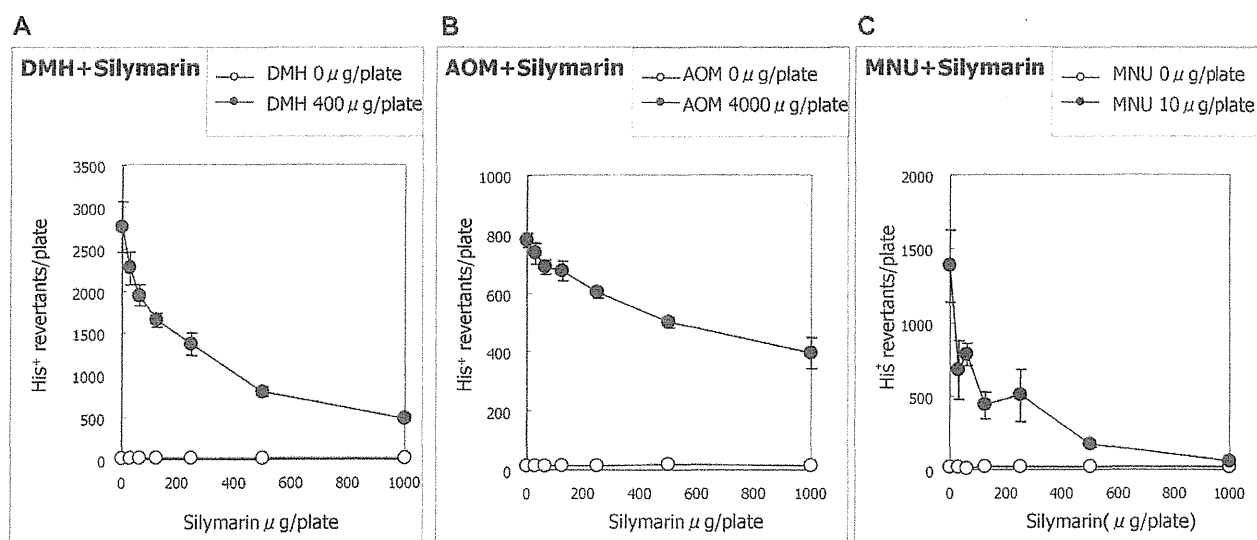 A
DMH+Silymarin
DMH 0 μ g/plate
DMH 400 μ g/plate
His+ revertants/plate
3500
3000
2500
2000
1500
1000
500
0
0 200 400 600 800 1000
Silymarin μ g/plate
B
AOM+Silymarin
AOM 0 μ g/plate
AOM 4000 μ g/plate
His+ revertants/plate
1000
800
600
400
200
0
0 200 400 600 800 1000
Silymarin μ g/plate
C
MNU+Silymarin
MNU 0 μ g/plate
MNU 10 μ g/plate
His+ revertants/plate
2000
1500
1000
500
0
0 200 400 600 800 1000
Silymarin( μ g/plate)